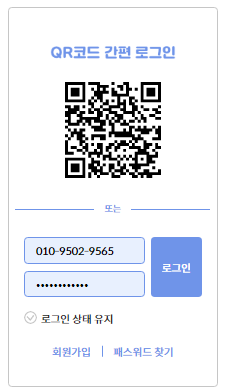 QR코드 간편 로그인
또는
010-9502-9565
••••••••••••
로그인
로그인 상태 유지
회원가입 | 패스워드 찾기